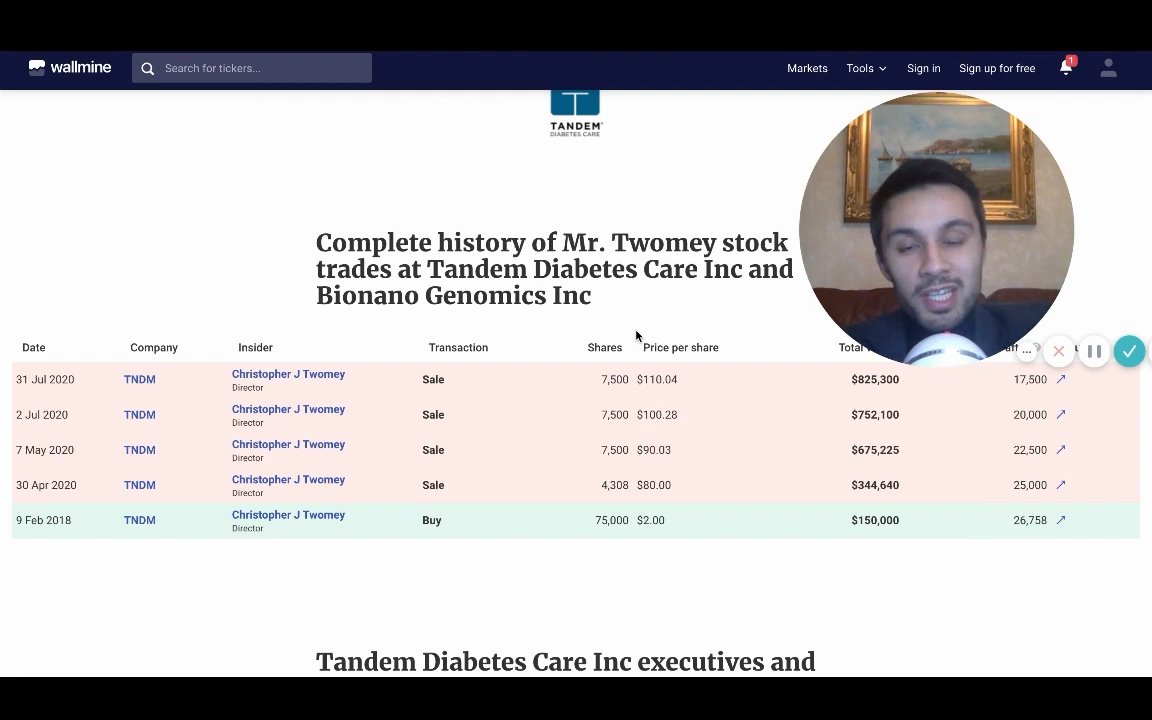 wallmine
Search for tickers...
Markets
Tools
Sign in
Sign up for free
1
TANDEM
DIABETES CARE
Complete history of Mr. Twomey stock
trades at Tandem Diabetes Care Inc and
Bionano Genomics Inc
Date Company Insider Transaction Shares Price per share Total
31 Jul 2020 TNDM Christopher J Twomey Sale 7,500 $110.04 $825,300 17,500
Director
2 Jul 2020 TNDM Christopher J Twomey Sale 7,500 $100.28 $752,100 20,000
Director
7 May 2020 TNDM Christopher J Twomey Sale 7,500 $90.03 $675,225 22,500
Director
30 Apr 2020 TNDM Christopher J Twomey Sale 4,308 $80.00 $344,640 25,000
Director
9 Feb 2018 TNDM Christopher J Twomey Buy 75,000 $2.00 $150,000 26,758
Director
Tandem Diabetes Care Inc executives and